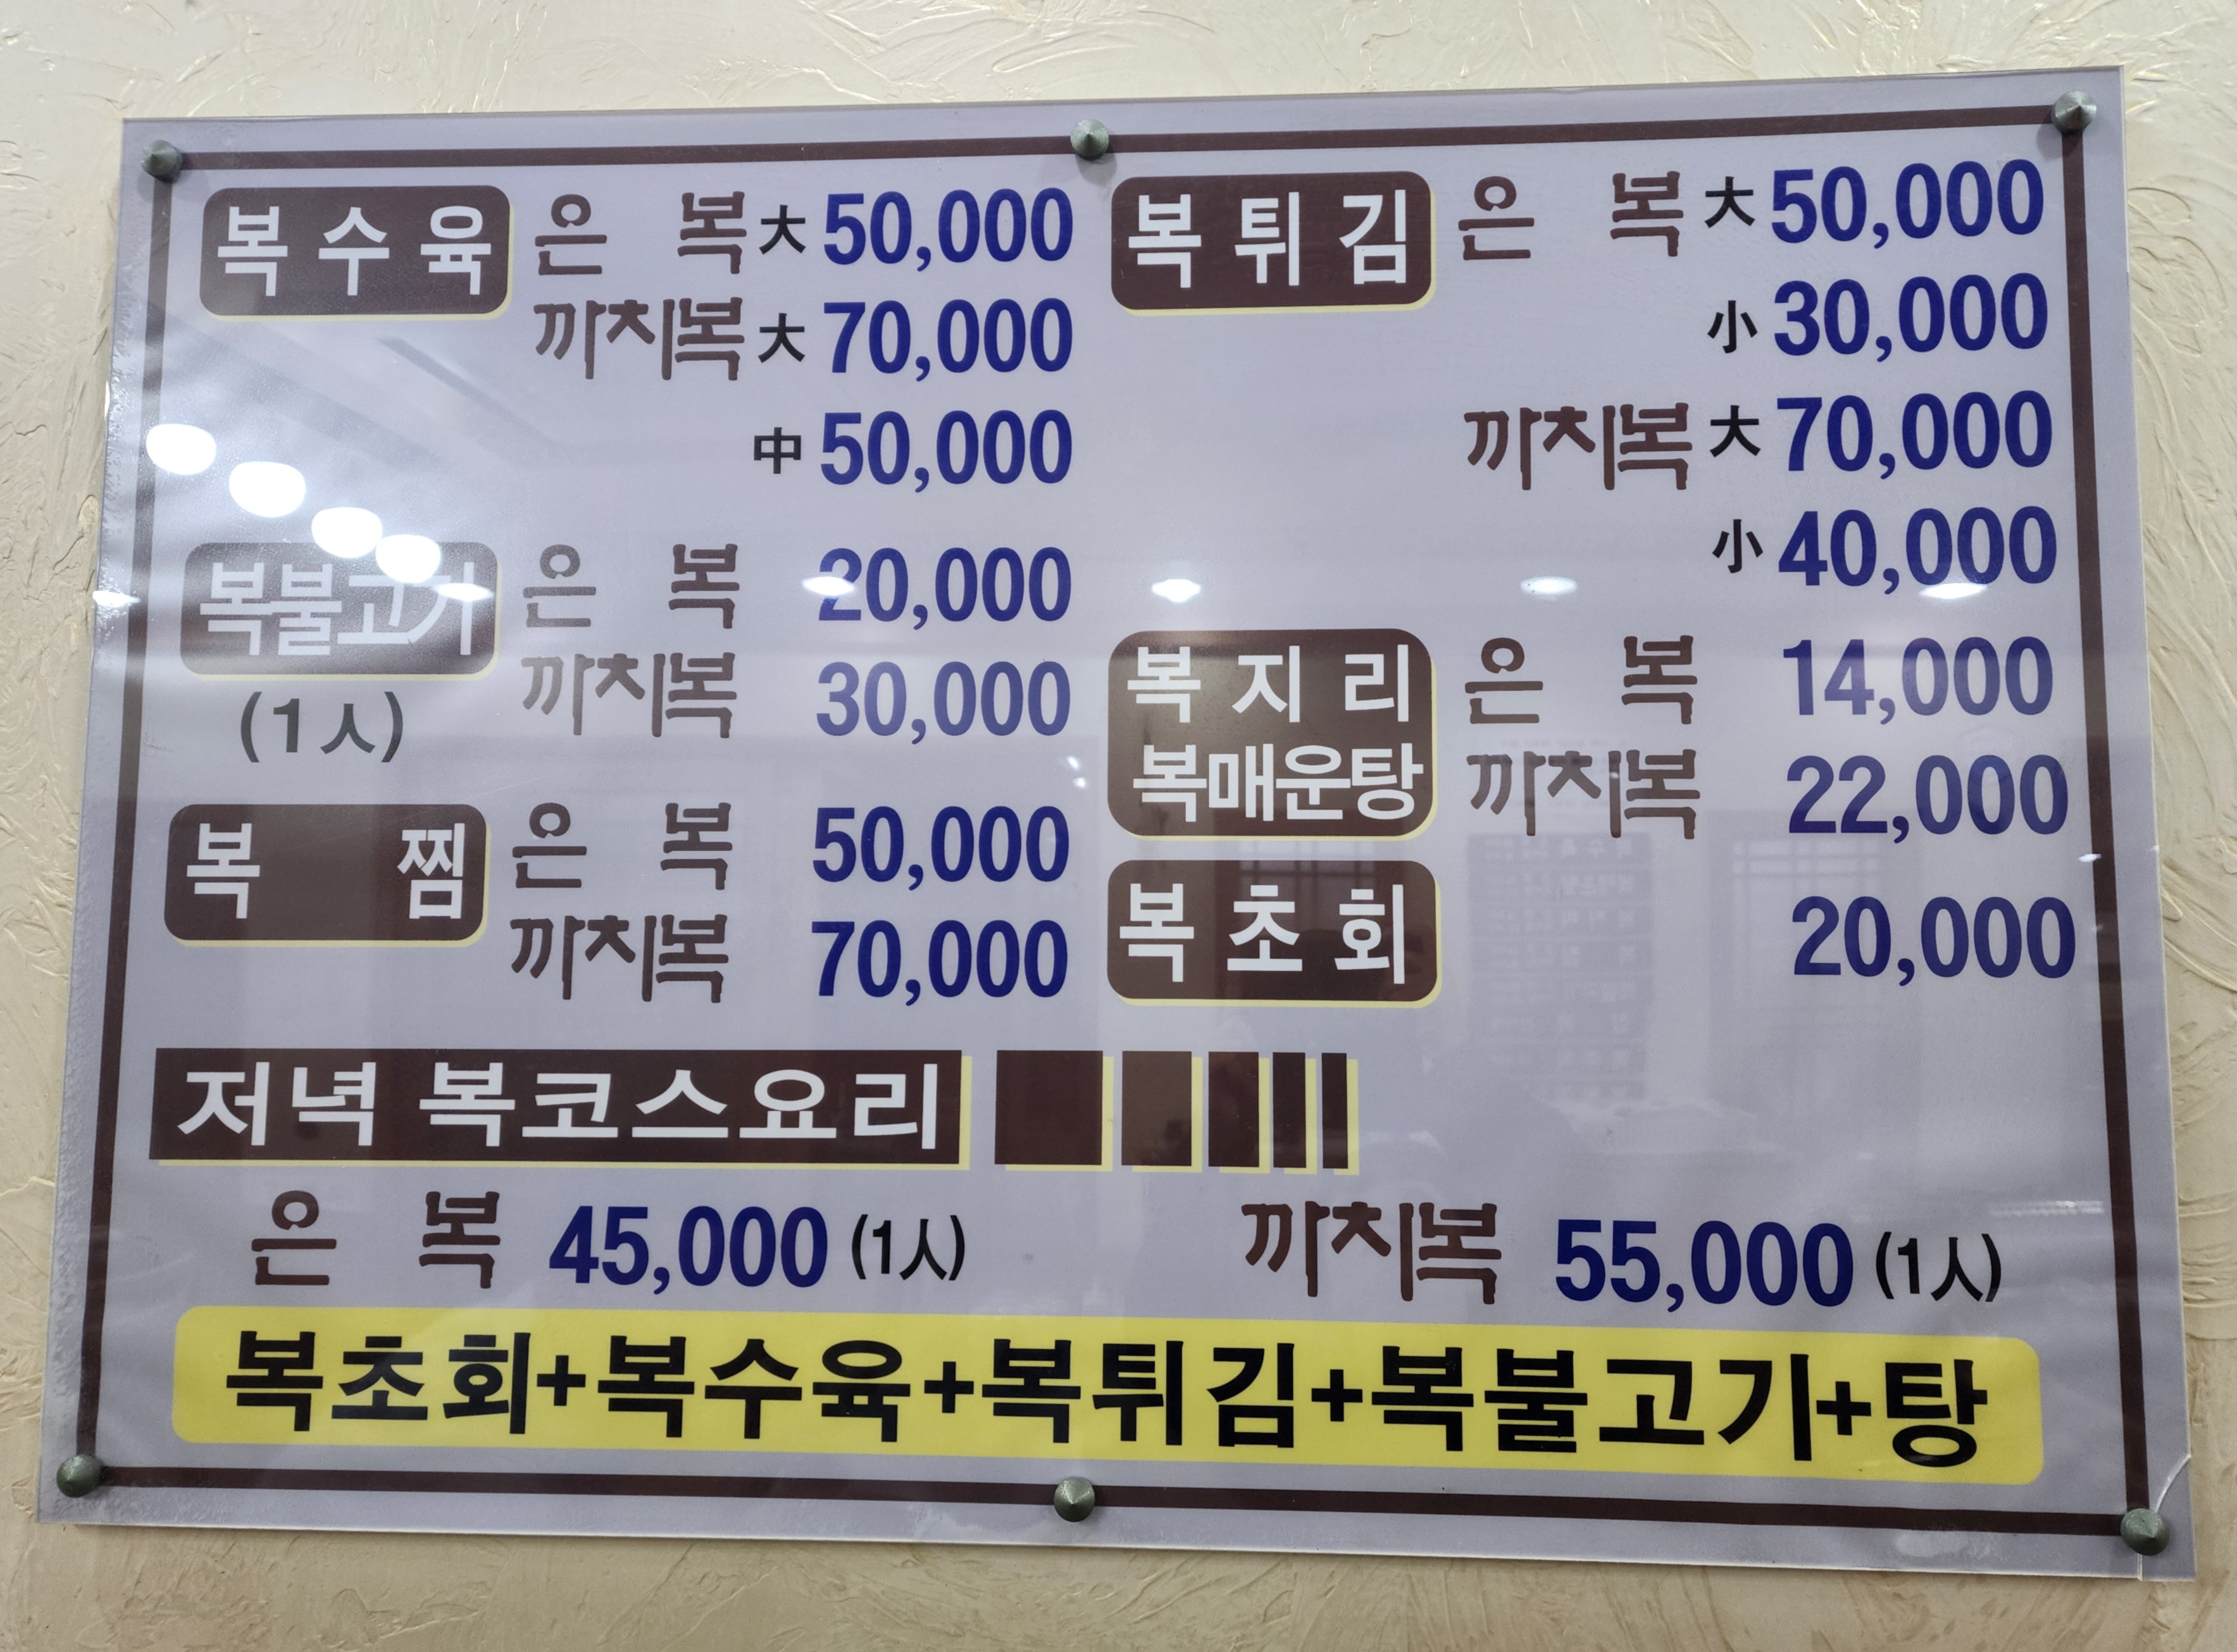 복수육 은 복 大 50,000
까치복 大 70,000
中 50,000
복불고기 은 복 20,000
(1人) 까치복 30,000
복 찜 은 복 50,000
까치복 70,000
복튀김 은 복 大 50,000
小 30,000
까치복 大 70,000
小 40,000
복지리 은 복 14,000
복매운탕 까치복 22,000
복초회 20,000
저녁 복코스요리
은 복 45,000 (1人) 까치복 55,000 (1人)
복초회+복수육+복튀김+복불고기+탕